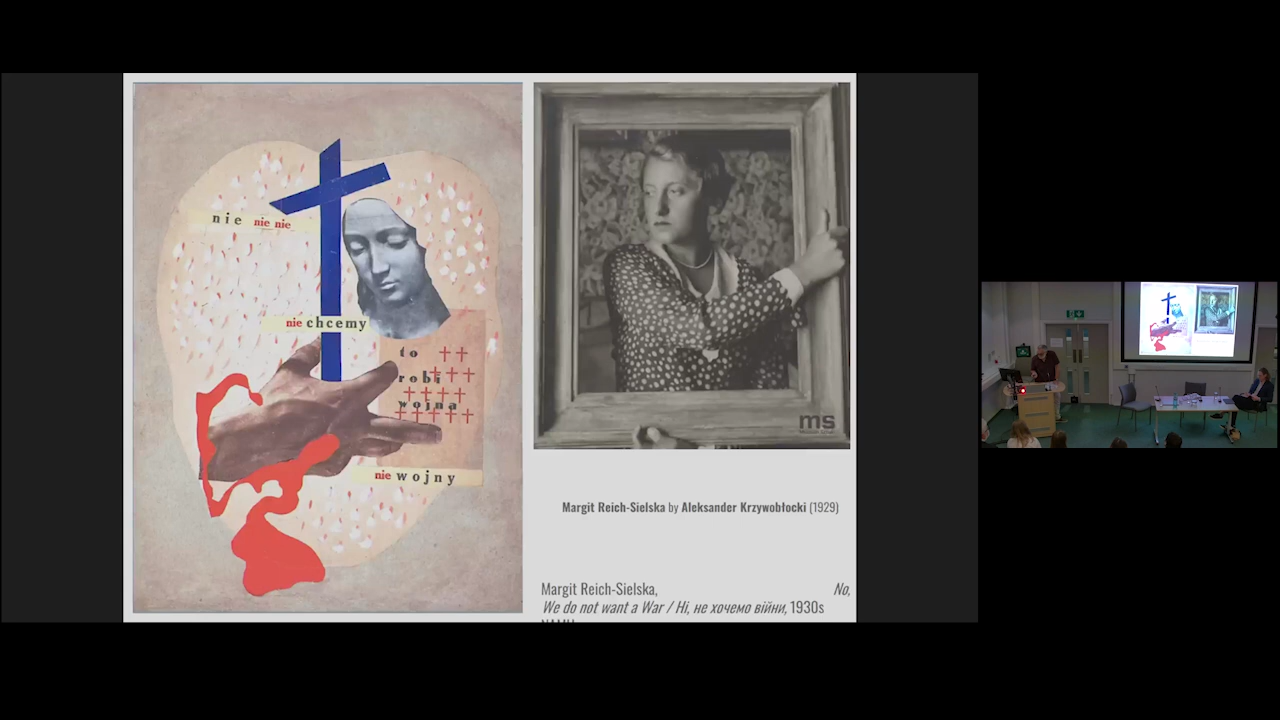 nie nie nie
nie chcemy
to
robi
wojna
nie wojny
ms
Margit Reich-Sielska by Aleksander Krzywobłocki (1929)
Margit Reich-Sielska, No,
We do not want a War / Ні, не хочемо війни, 1930s